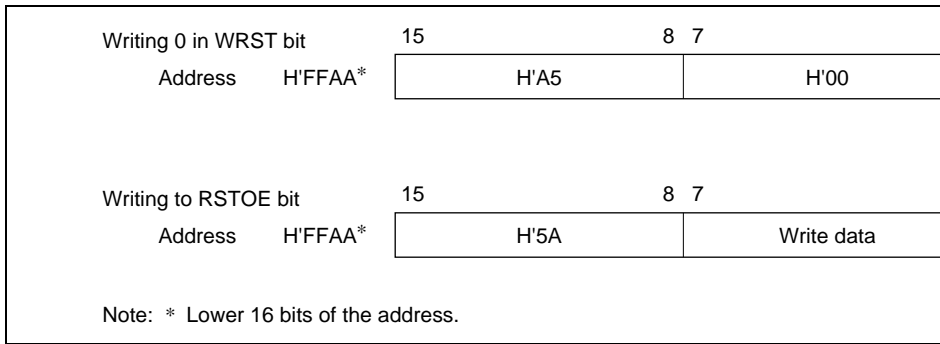 Writing 0 in WRST bit 15 8 7
Address H'FFAA* H'A5 H'00
Writing to RSTOE bit 15 8 7
Address H'FFAA* H'5A Write data
Note: * Lower 16 bits of the address.